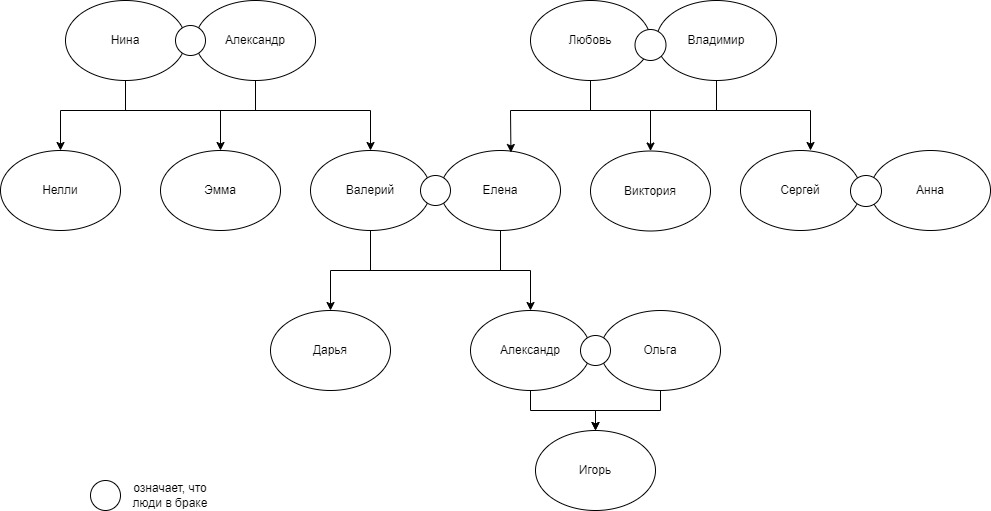 Нина
Александр
Любовь
Владимир
Нелли
Эмма
Валерий
Елена
Виктория
Сергей
Анна
Дарья
Александр
Ольга
Игорь
означает, что
люди в браке